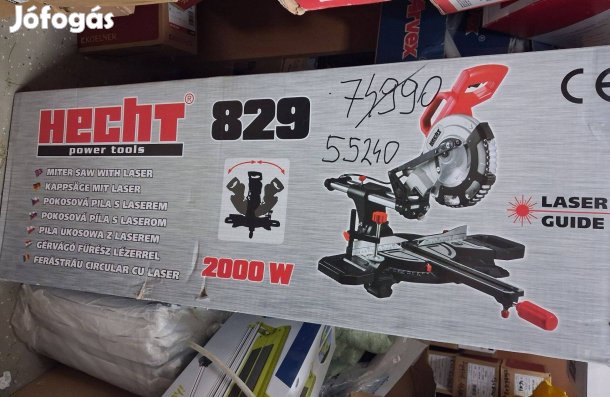 Jófogás
HECHT®
power tools
829
74990
55240
CE
MITER SAW WITH LASER
KAPPSÄGE MIT LASER
POKOSOVÁ PILA S LASEREM
POKOSOVÁ PÍLA S LASEROM
PIŁA UKOSOWA Z LASEREM
GÉRVÁGÓ FŰRÉSZ LÉZERREL
FERĂSTRĂU CIRCULAR CU LASER
2000 W
LASER
GUIDE